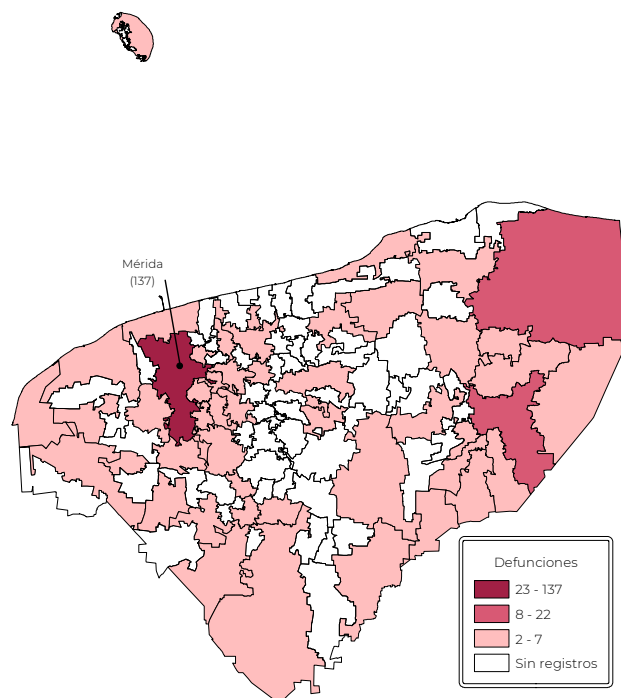 Mérida
(137)
Defunciones
23 - 137
8 - 22
2 - 7
Sin registros